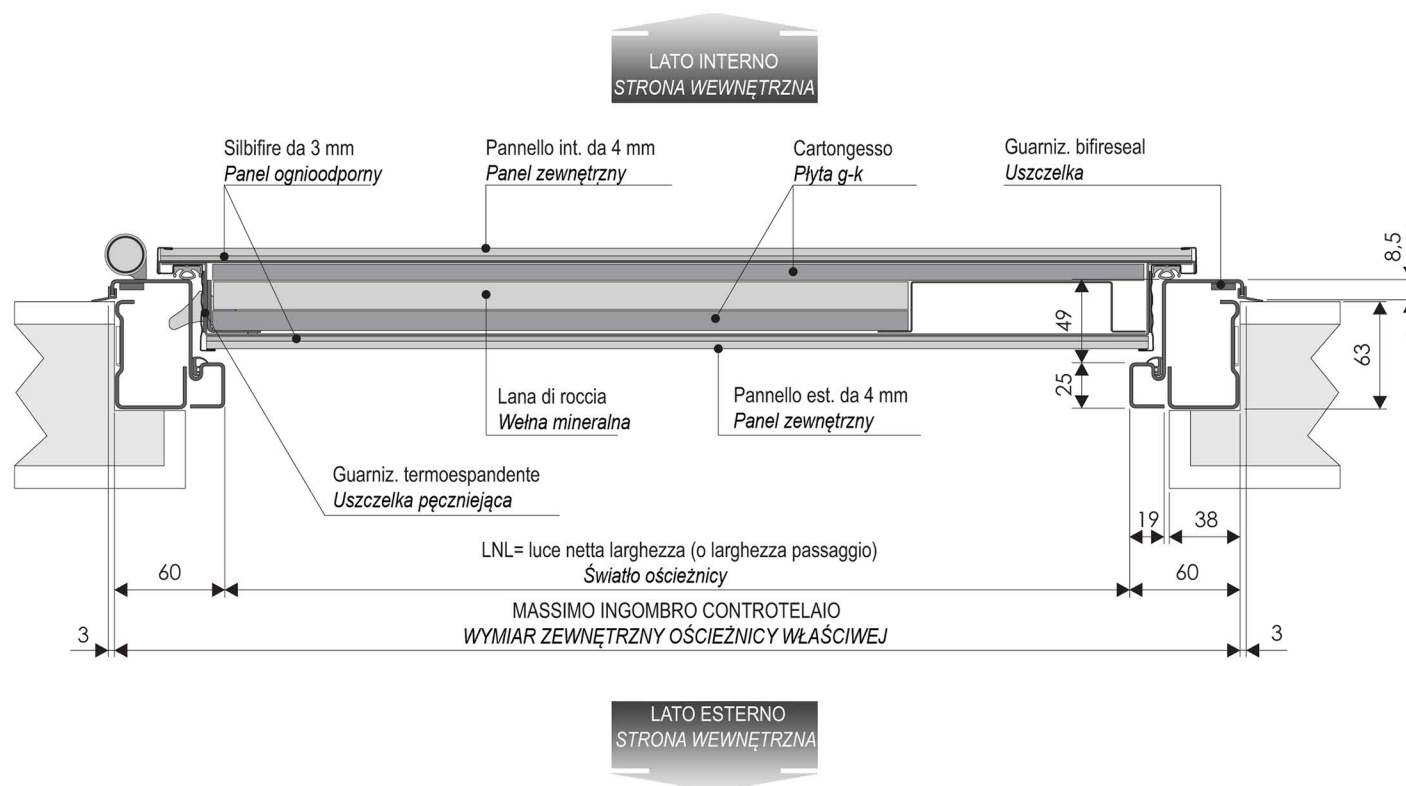 LATO INTERNO
STRONA WEWNĘTRZNA
Silbifire da 3 mm
Panel ognioodporny
Pannello int. da 4 mm
Panel zewnętrzny
Cartongesso
Płyta g-k
Guarniz. bifireseal
Uszczelka
8,5
49
63
25
Lana di roccia
Wełna mineralna
Pannello est. da 4 mm
Panel zewnętrzny
Guarniz. termoespandente
Uszczelka pęczniejąca
19
38
LNL= luce netta larghezza (o larghezza passaggio)
60
Światło ościeżnicy
60
MASSIMO INGOMBRO CONTROTELAIO
3
WYMIAR ZEWNĘTRZNY OŚCIEŻNICY WŁAŚCIWEJ
3
LATO ESTERNO
STRONA WEWNĘTRZNA